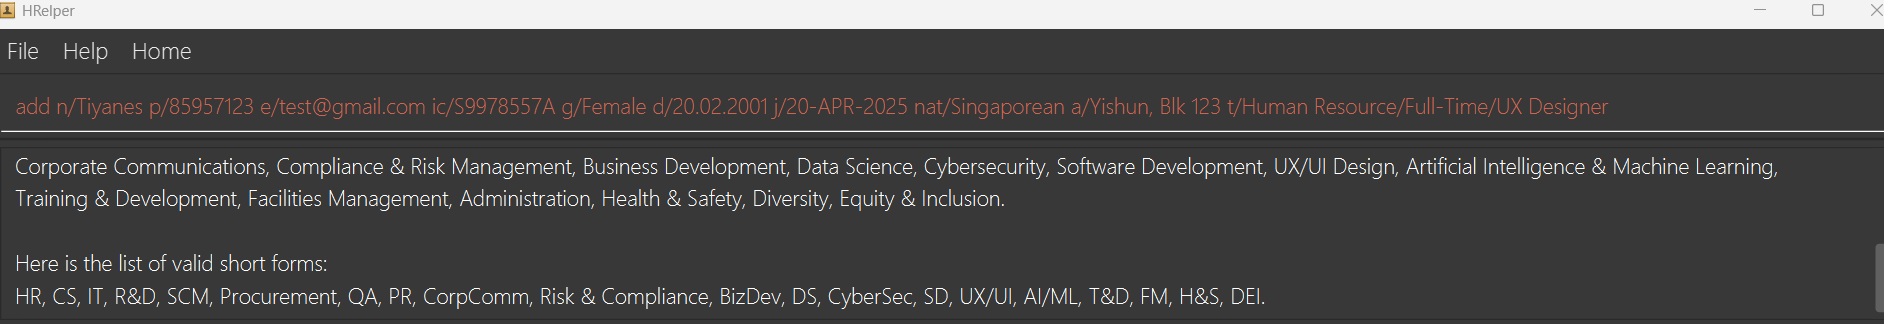 HRelper
File Help Home
add n/Tiyanes p/85957123 e/test@gmail.com ic/S9978557A g/Female d/20.02.2001 j/20-APR-2025 nat/Singaporean a/Yishun, Blk 123 t/Human Resource/Full-Time/UX Designer
Corporate Communications, Compliance & Risk Management, Business Development, Data Science, Cybersecurity, Software Development, UX/UI Design, Artificial Intelligence & Machine Learning,
Training & Development, Facilities Management, Administration, Health & Safety, Diversity, Equity & Inclusion.
Here is the list of valid short forms:
HR, CS, IT, R&D, SCM, Procurement, QA, PR, CorpComm, Risk & Compliance, BizDev, DS, CyberSec, SD, UX/UI, AI/ML, T&D, FM, H&S, DEI.